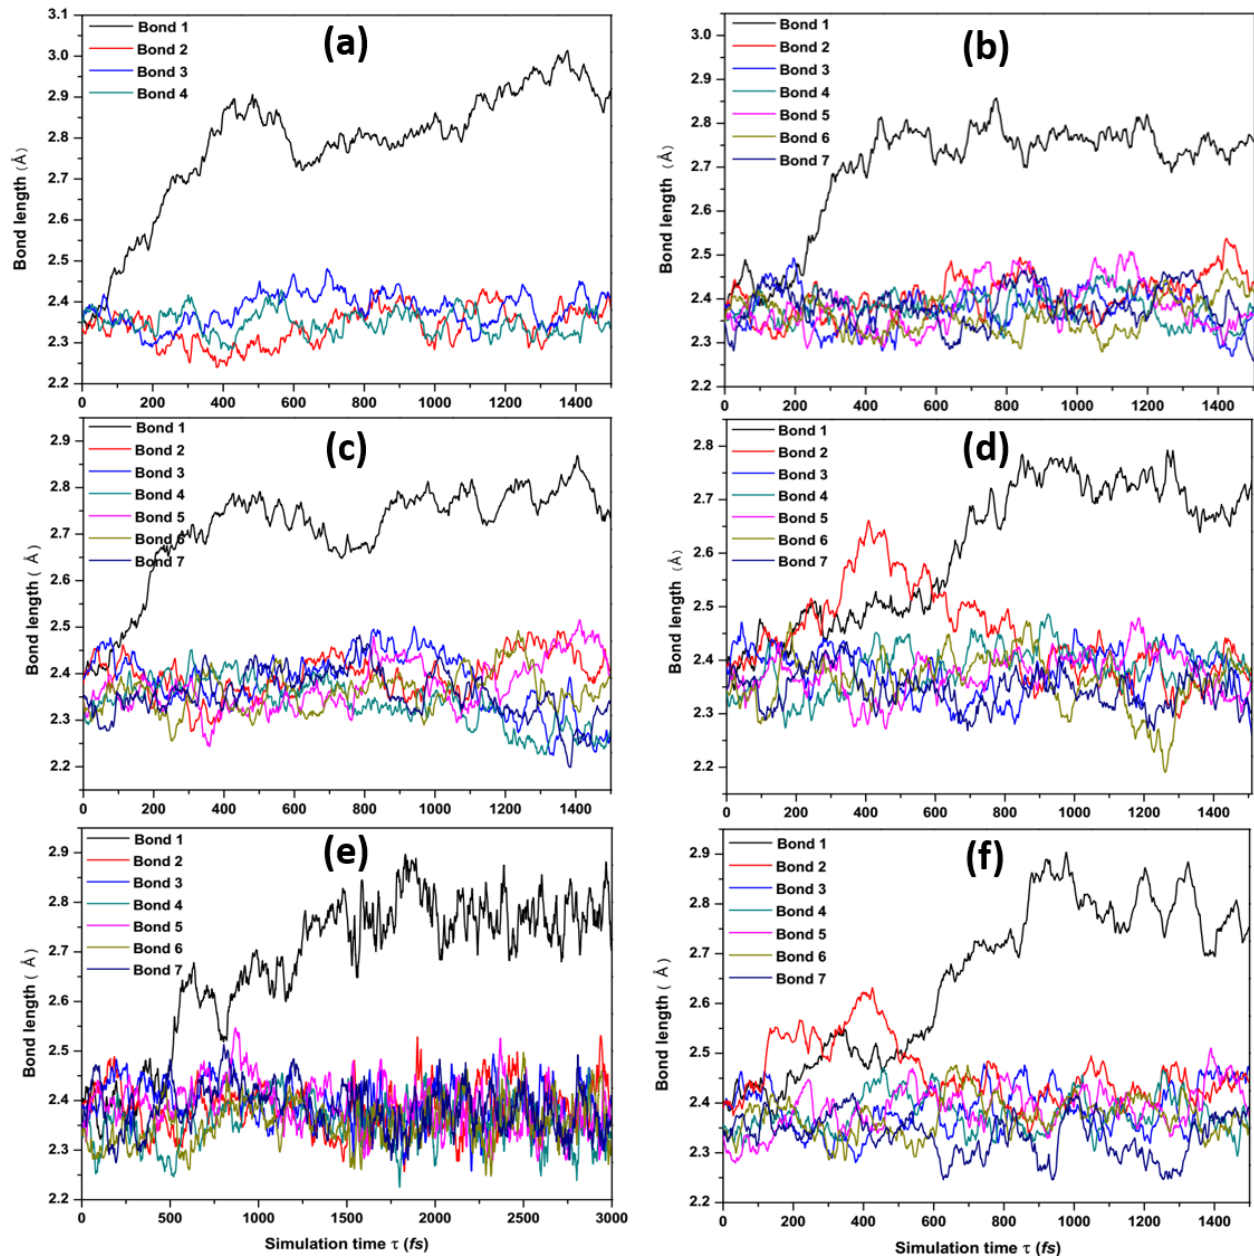 (a)
Bond length (Å)
3.1
3.0
2.9
2.8
2.7
2.6
2.5
2.4
2.3
2.2
Bond 1
Bond 2
Bond 3
Bond 4
0 200 400 600 800 1000 1200 1400
(b)
Bond length (Å)
3.0
2.9
2.8
2.7
2.6
2.5
2.4
2.3
2.2
Bond 1
Bond 2
Bond 3
Bond 4
Bond 5
Bond 6
Bond 7
0 200 400 600 800 1000 1200 1400
(c)
Bond length ( Å)
2.9
2.8
2.7
2.6
2.5
2.4
2.3
2.2
Bond 1
Bond 2
Bond 3
Bond 4
Bond 5
Bond 6
Bond 7
0 200 400 600 800 1000 1200 1400
(d)
Bond length (Å)
2.8
2.7
2.6
2.5
2.4
2.3
2.2
Bond 1
Bond 2
Bond 3
Bond 4
Bond 5
Bond 6
Bond 7
0 200 400 600 800 1000 1200 1400
(e)
Bond length ( Å)
2.9
2.8
2.7
2.6
2.5
2.4
2.3
2.2
Bond 1
Bond 2
Bond 3
Bond 4
Bond 5
Bond 6
Bond 7
0 500 1000 1500 2000 2500 3000
Simulation time τ (fs)
(f)
Bond length ( Å)
2.9
2.8
2.7
2.6
2.5
2.4
2.3
2.2
Bond 1
Bond 2
Bond 3
Bond 4
Bond 5
Bond 6
Bond 7
0 200 400 600 800 1000 1200 1400
Simulation time τ (fs)